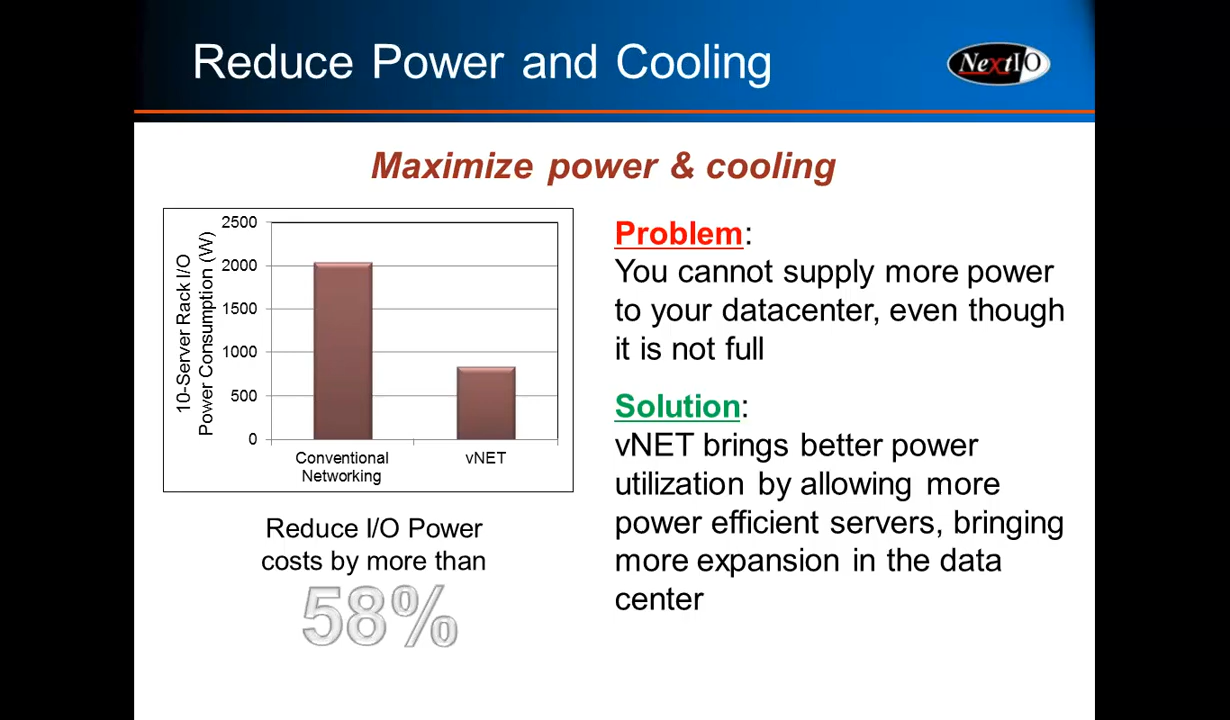 Reduce Power and Cooling
NextIO
Maximize power & cooling
10-Server Rack I/O
Power Consumption (W)
2500
2000
1500
1000
500
0
Conventional
Networking
vNET
Reduce I/O Power
costs by more than
58%
Problem:
You cannot supply more power
to your datacenter, even though
it is not full
Solution:
vNET brings better power
utilization by allowing more
power efficient servers, bringing
more expansion in the data
center